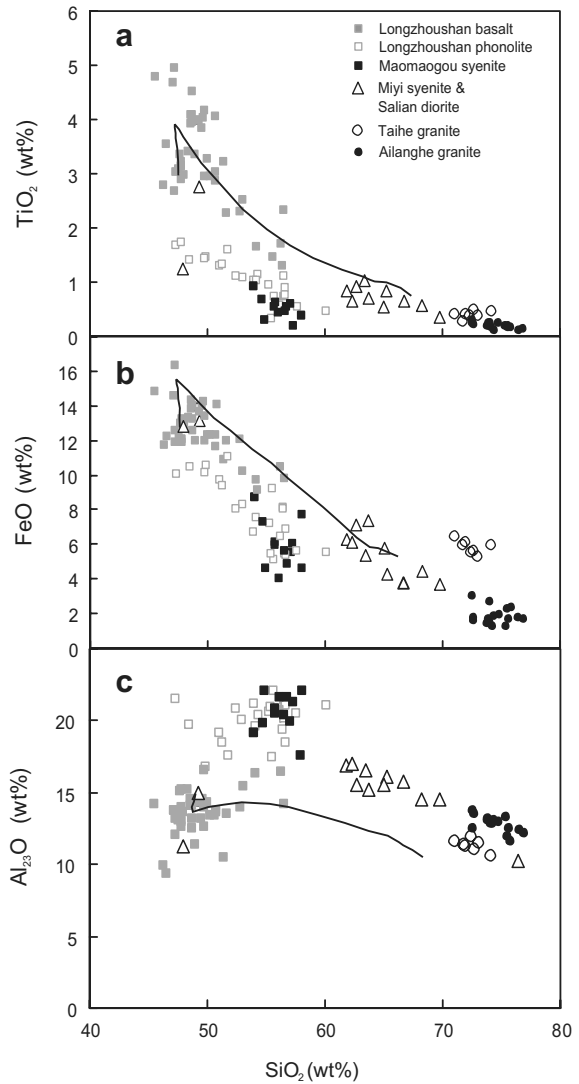 a
Longzhoushan basalt
Longzhoushan phonolite
Maomaogou syenite
Miyi syenite &
Salian diorite
Taihe granite
Ailanghe granite
6
5
4
3
2
1
0
TiO2 (wt%)
b
16
14
12
10
8
6
4
2
0
FeO (wt%)
c
20
15
10
5
0
Al23O (wt%)
40
50
60
70
80
SiO2 (wt%)